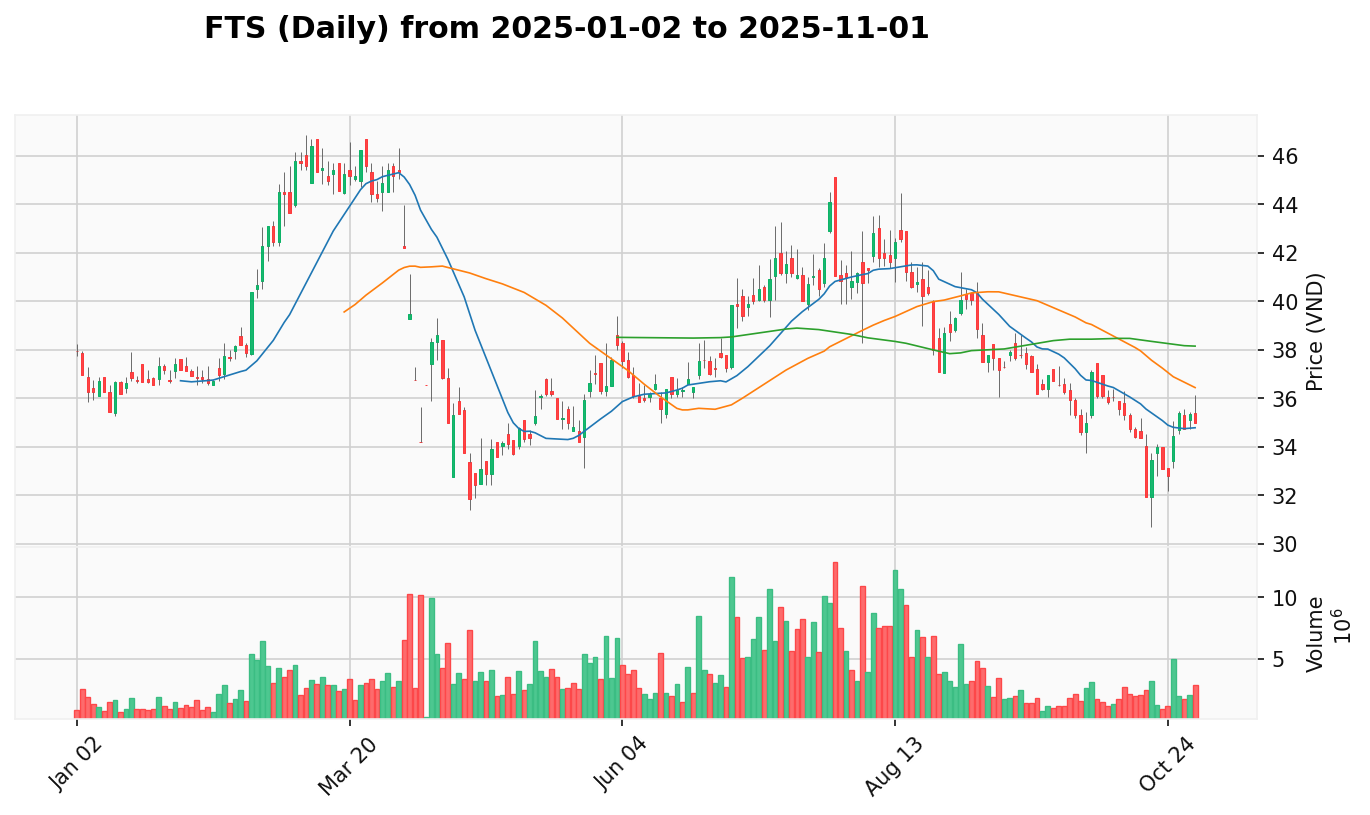 FTS (Daily) from 2025-01-02 to 2025-11-01
46
44
42
40
38
36
34
32
30
Price (VND)
10
5
Volume
10⁶
Jan 02
Mar 20
Jun 04
Aug 13
Oct 24